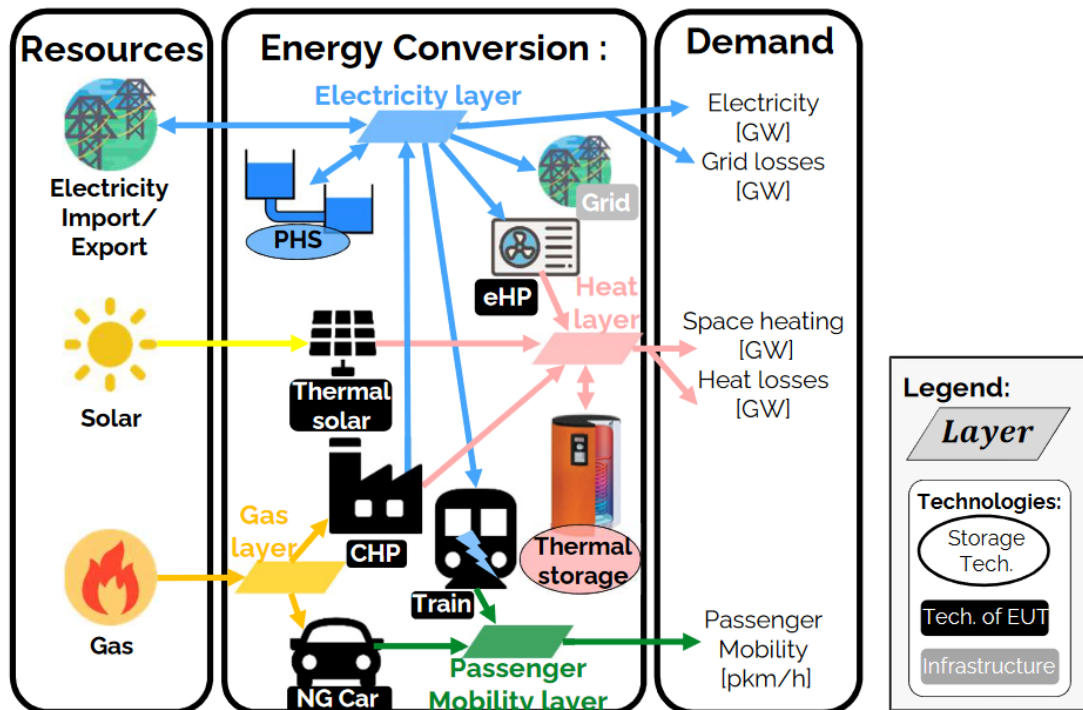 Resources
Energy Conversion :
Demand
Electricity layer
Electricity
[GW]
Grid losses
[GW]
Electricity
Import/
Export
PHS
Grid
eHP
Heat
layer
Space heating
[GW]
Heat losses
[GW]
Solar
Thermal
solar
Gas
layer
CHP
Thermal
storage
Train
Gas
NG Car
Passenger
Mobility layer
Passenger
Mobility
[pkm/h]
Legend:
Layer
Technologies:
Storage
Tech.
Tech. of EUT
Infrastructure